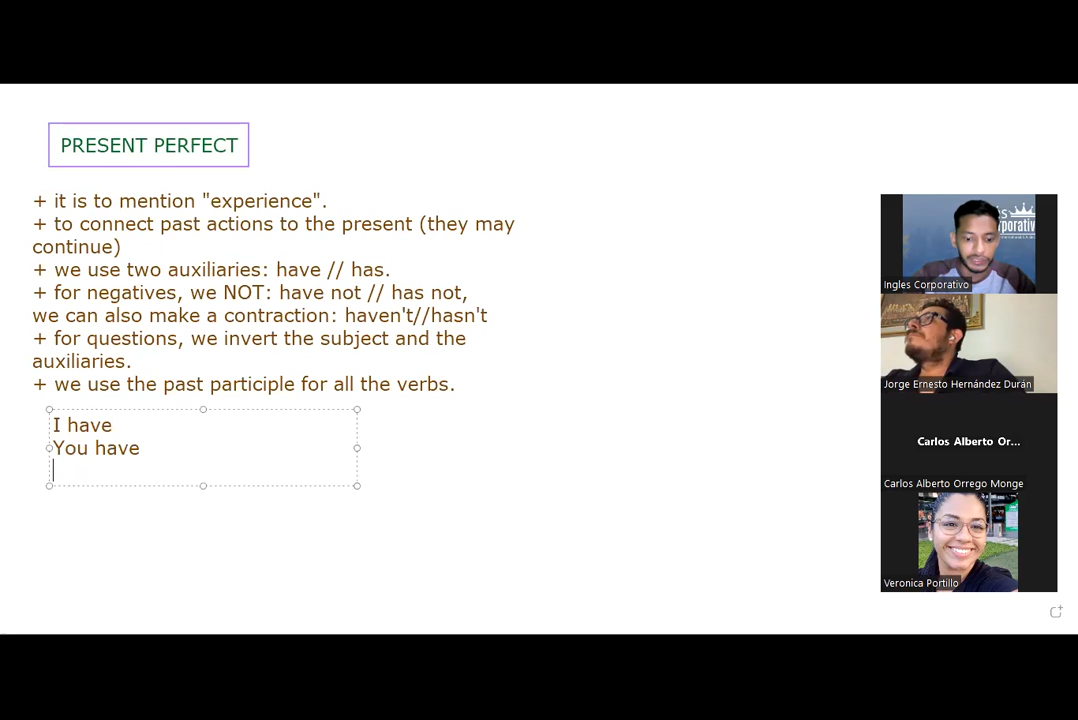 PRESENT PERFECT
+ it is to mention "experience".
+ to connect past actions to the present (they may
continue)
+ we use two auxiliaries: have // has.
+ for negatives, we NOT: have not // has not,
we can also make a contraction: haven't//hasn't
+ for questions, we invert the subject and the
auxiliaries.
+ we use the past participle for all the verbs.
I have
You have
Ingles Corporativo
Jorge Ernesto Hernández Durán
Carlos Alberto Or...
Carlos Alberto Orrego Monge
Veronica Portillo